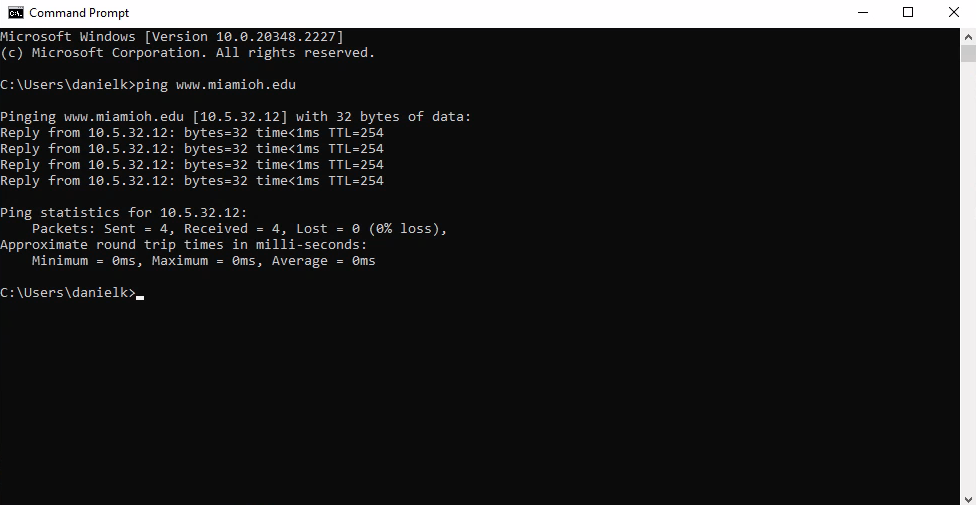 Command Prompt
Microsoft Windows [Version 10.0.20348.2227]
(c) Microsoft Corporation. All rights reserved.
C:\Users\danielk>ping www.miamioh.edu
Pinging www.miamioh.edu [10.5.32.12] with 32 bytes of data:
Reply from 10.5.32.12: bytes=32 time<1ms TTL=254
Reply from 10.5.32.12: bytes=32 time<1ms TTL=254
Reply from 10.5.32.12: bytes=32 time<1ms TTL=254
Reply from 10.5.32.12: bytes=32 time<1ms TTL=254
Ping statistics for 10.5.32.12:
    Packets: Sent = 4, Received = 4, Lost = 0 (0% loss),
Approximate round trip times in milli-seconds:
    Minimum = 0ms, Maximum = 0ms, Average = 0ms
C:\Users\danielk>